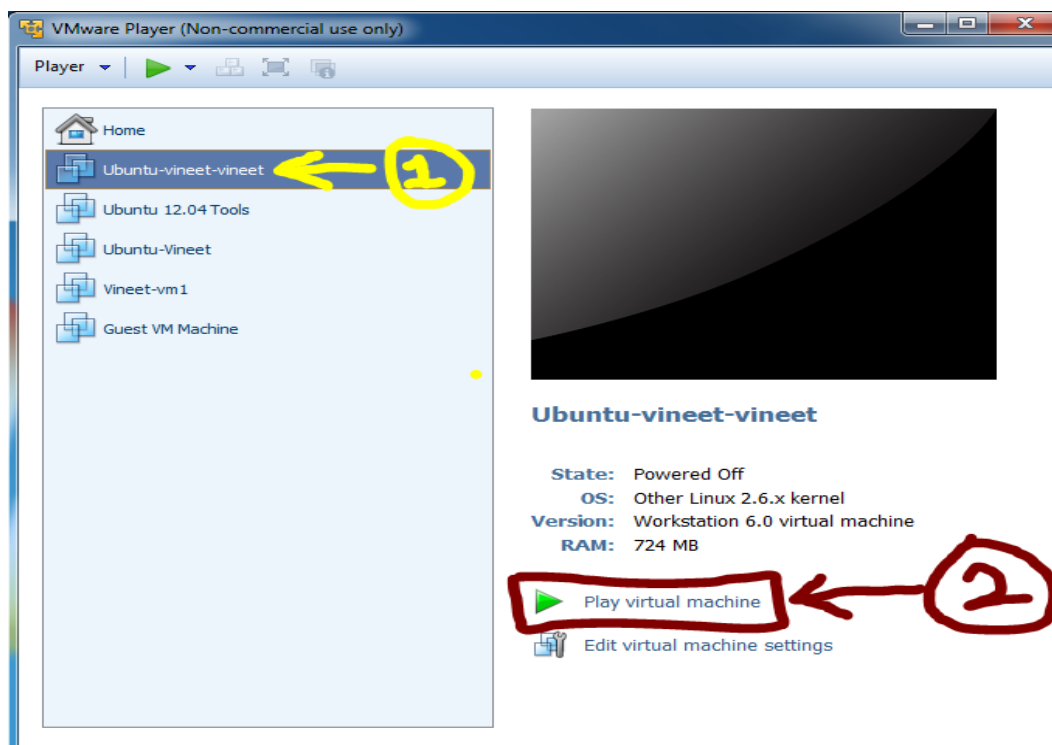 VMware Player (Non-commercial use only)
Player
Home
Ubuntu-vineet-vineet
1
Ubuntu 12.04 Tools
Ubuntu-Vineet
Vineet-vm1
Guest VM Machine
Ubuntu-vineet-vineet
State: Powered Off
OS: Other Linux 2.6.x kernel
Version: Workstation 6.0 virtual machine
RAM: 724 MB
Play virtual machine
2
Edit virtual machine settings